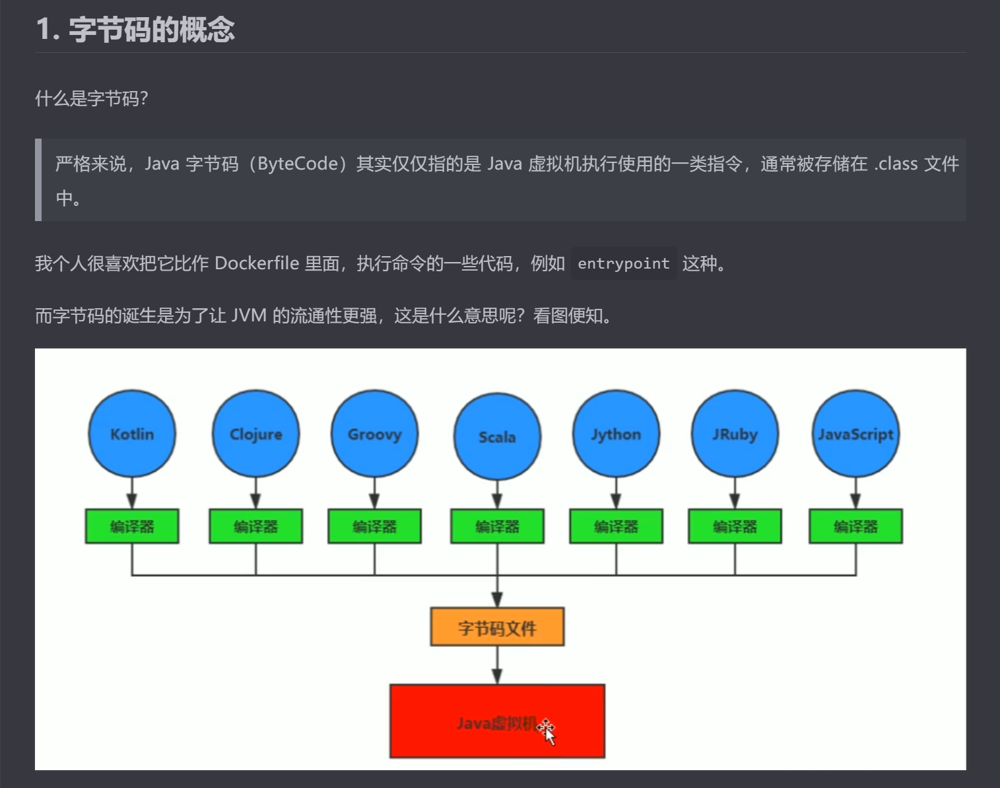 1. 字节码的概念
什么是字节码？
严格来说，Java 字节码（ByteCode）其实仅仅指的是 Java 虚拟机执行使用的一类指令，通常被存储在 .class 文件
中。
我个人很喜欢把它比作 Dockerfile 里面，执行命令的一些代码，例如 entrypoint 这种。
而字节码的诞生是为了让 JVM 的流通性更强，这是什么意思呢？看图便知。
Kotlin Clojure Groovy Scala Jython JRuby JavaScript
编译器 编译器 编译器 编译器 编译器 编译器 编译器
字节码文件
Java虚拟机